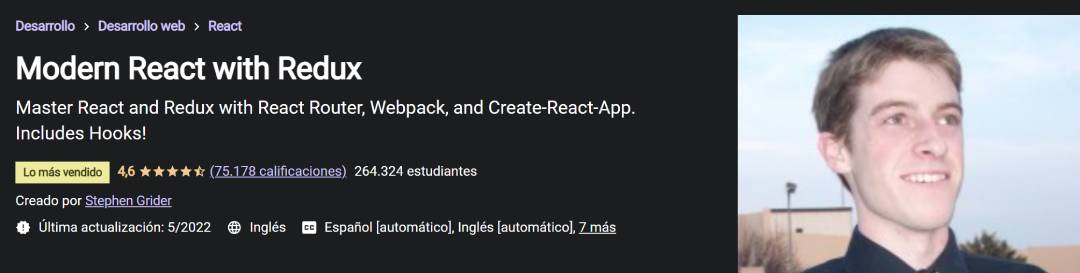 Desarrollo > Desarrollo web > React
Modern React with Redux
Master React and Redux with React Router, Webpack, and Create-React-App.
Includes Hooks!
Lo más vendido 4,6 (75.178 calificaciones) 264.324 estudiantes
Creado por Stephen Grider
Última actualización: 5/2022 Inglés CC Español [automático], Inglés [automático], 7 más